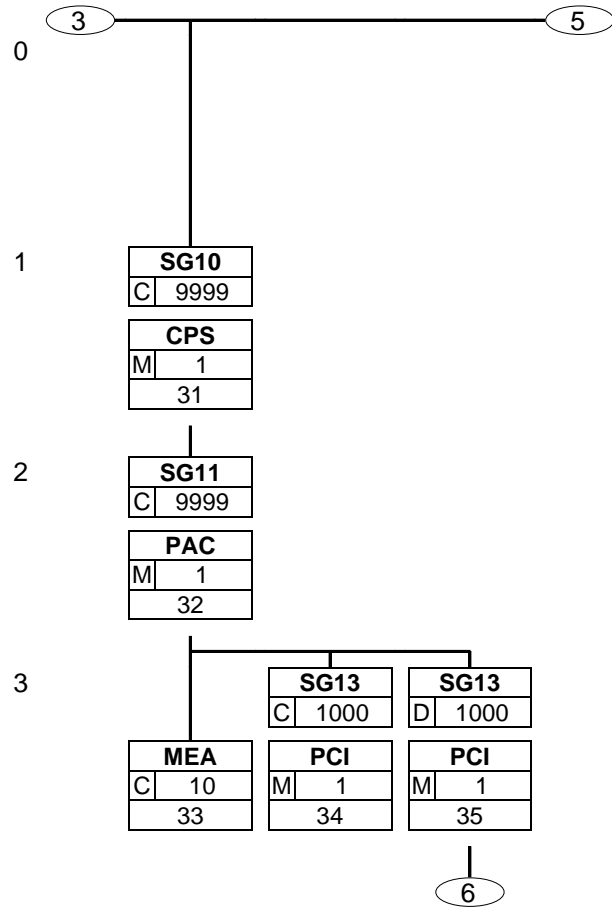 3 5
0
1
SG10
C 9999
CPS
M 1
31
2
SG11
C 9999
PAC
M 1
32
3
SG13 SG13
C 1000 D 1000
MEA PCI PCI
C 10 M 1 M 1
33 34 35
6